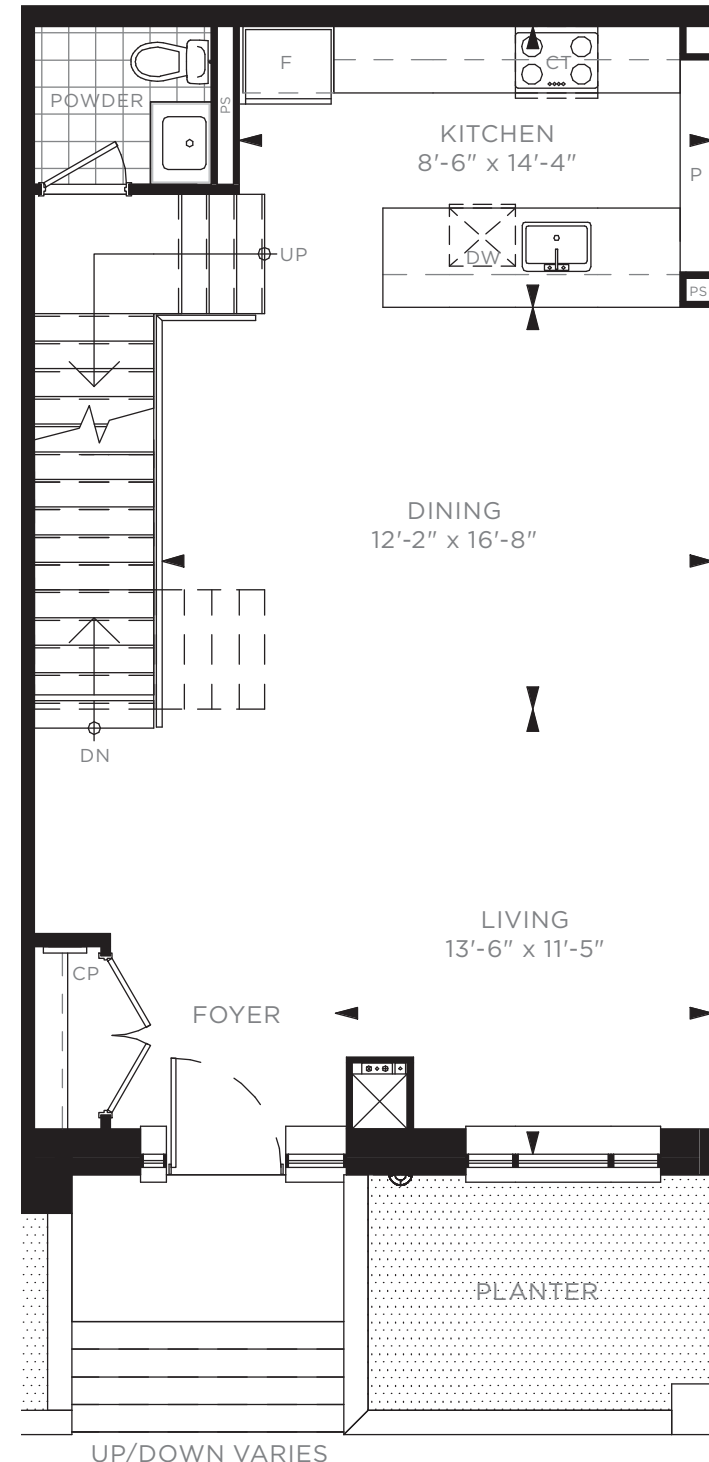 F
CT
POWDER
PS
KITCHEN
8'-6" x 14'-4"
P
UP
DW
PS
DINING
12'-2" x 16'-8"
DN
LIVING
13'-6" x 11'-5"
CP
FOYER
PLANTER
UP/DOWN VARIES